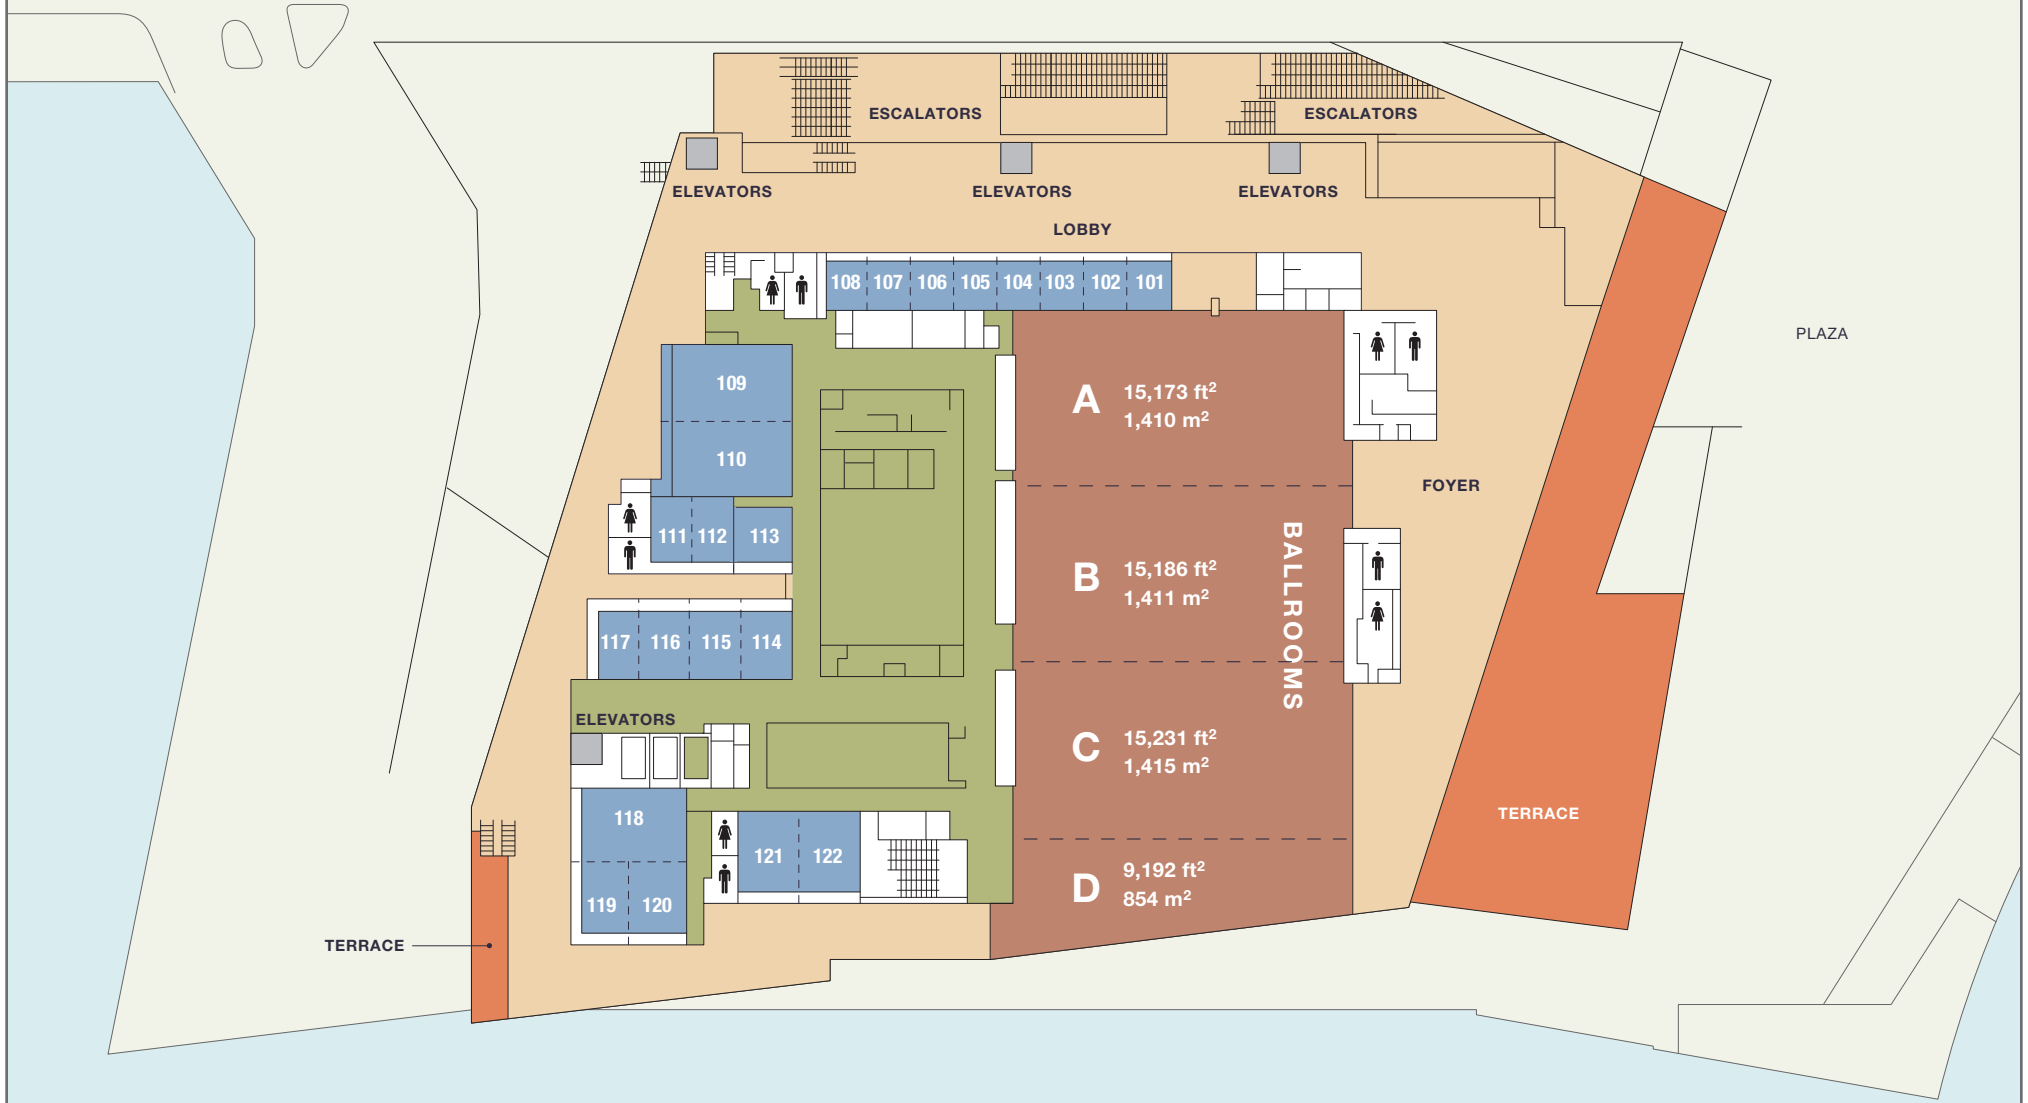 ESCALATORS
ESCALATORS
ELEVATORS
ELEVATORS
ELEVATORS
LOBBY
108 107 106 105 104 103 102 101
PLAZA
109
A 15,173 ft²
1,410 m²
110
FOYER
111 112 113
B 15,186 ft²
1,411 m²
BALLROOMS
117 116 115 114
ELEVATORS
C 15,231 ft²
1,415 m²
118
TERRACE
121 122
D 9,192 ft²
854 m²
119 120
TERRACE